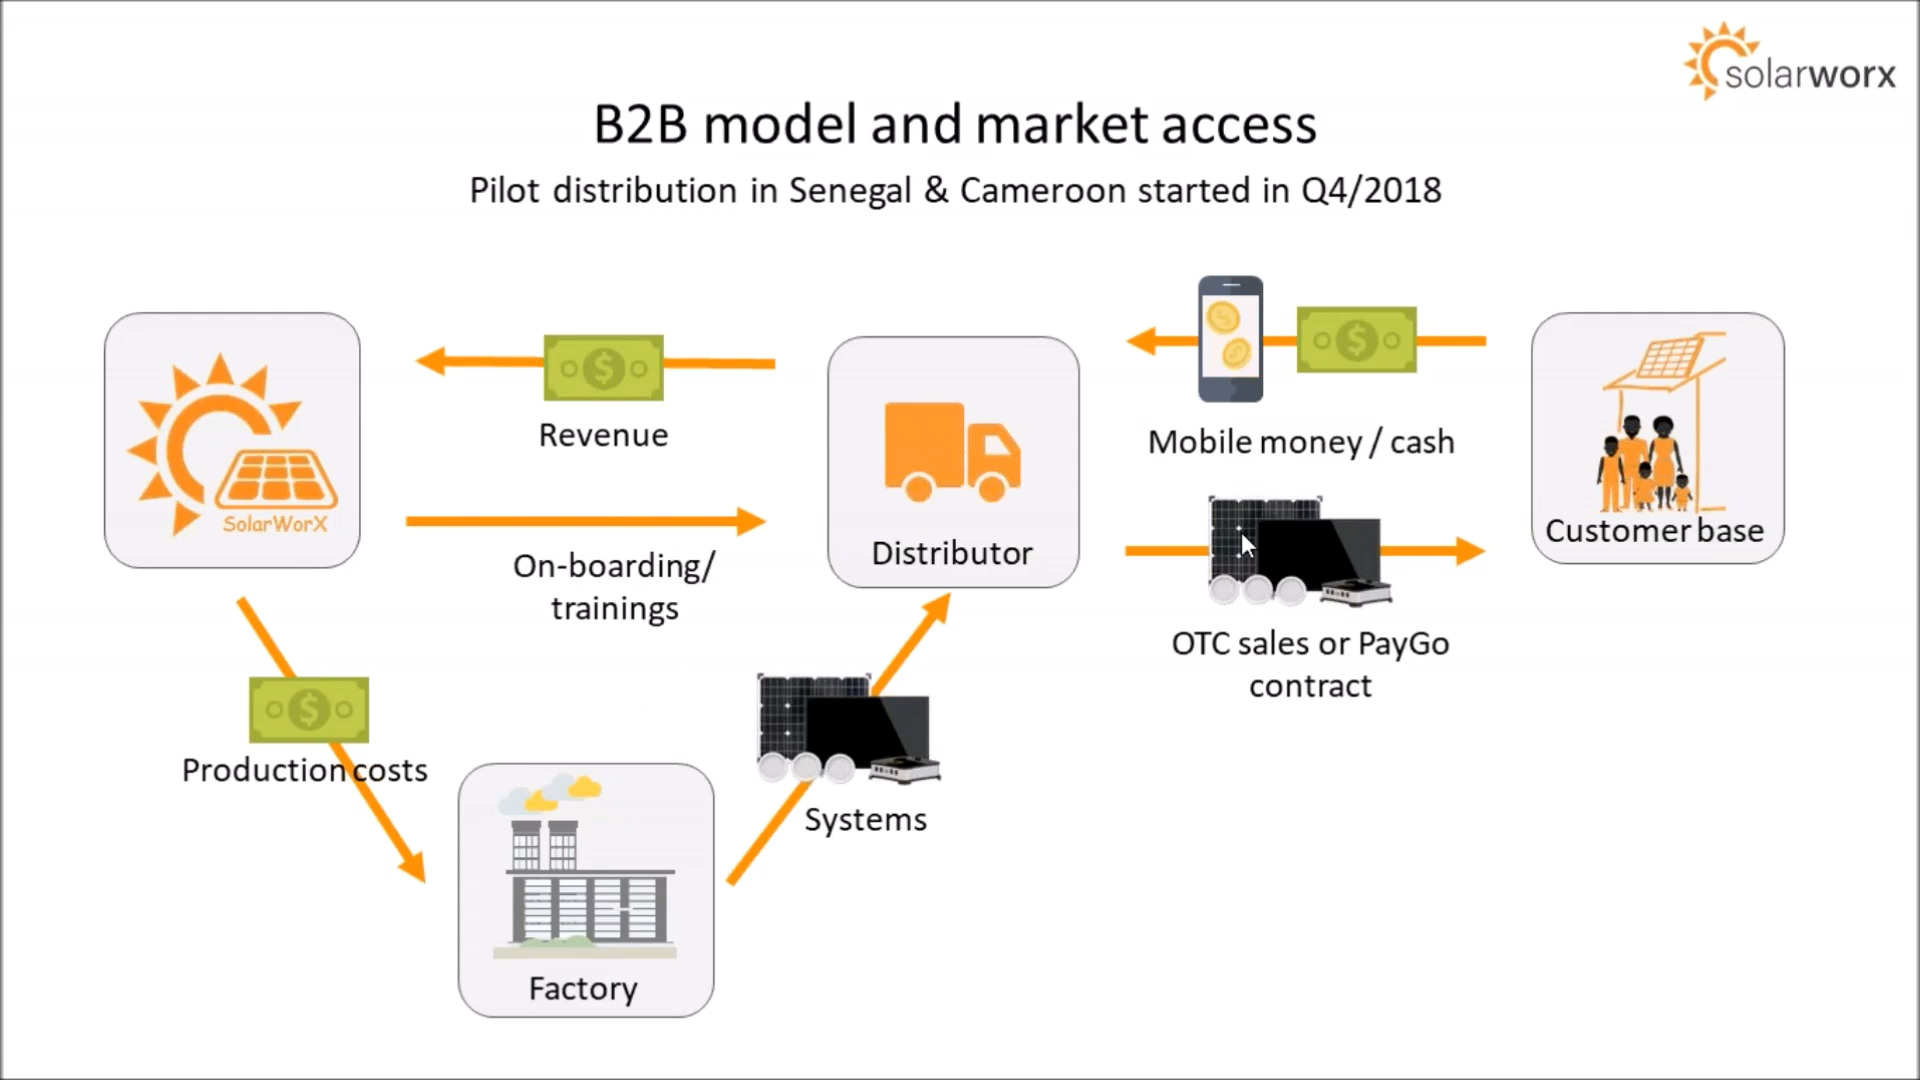 solarworx
B2B model and market access
Pilot distribution in Senegal & Cameroon started in Q4/2018
SolarWorX
Revenue
On-boarding/
trainings
Distributor
Mobile money / cash
OTC sales or PayGo
contract
Customer base
Production costs
Systems
Factory